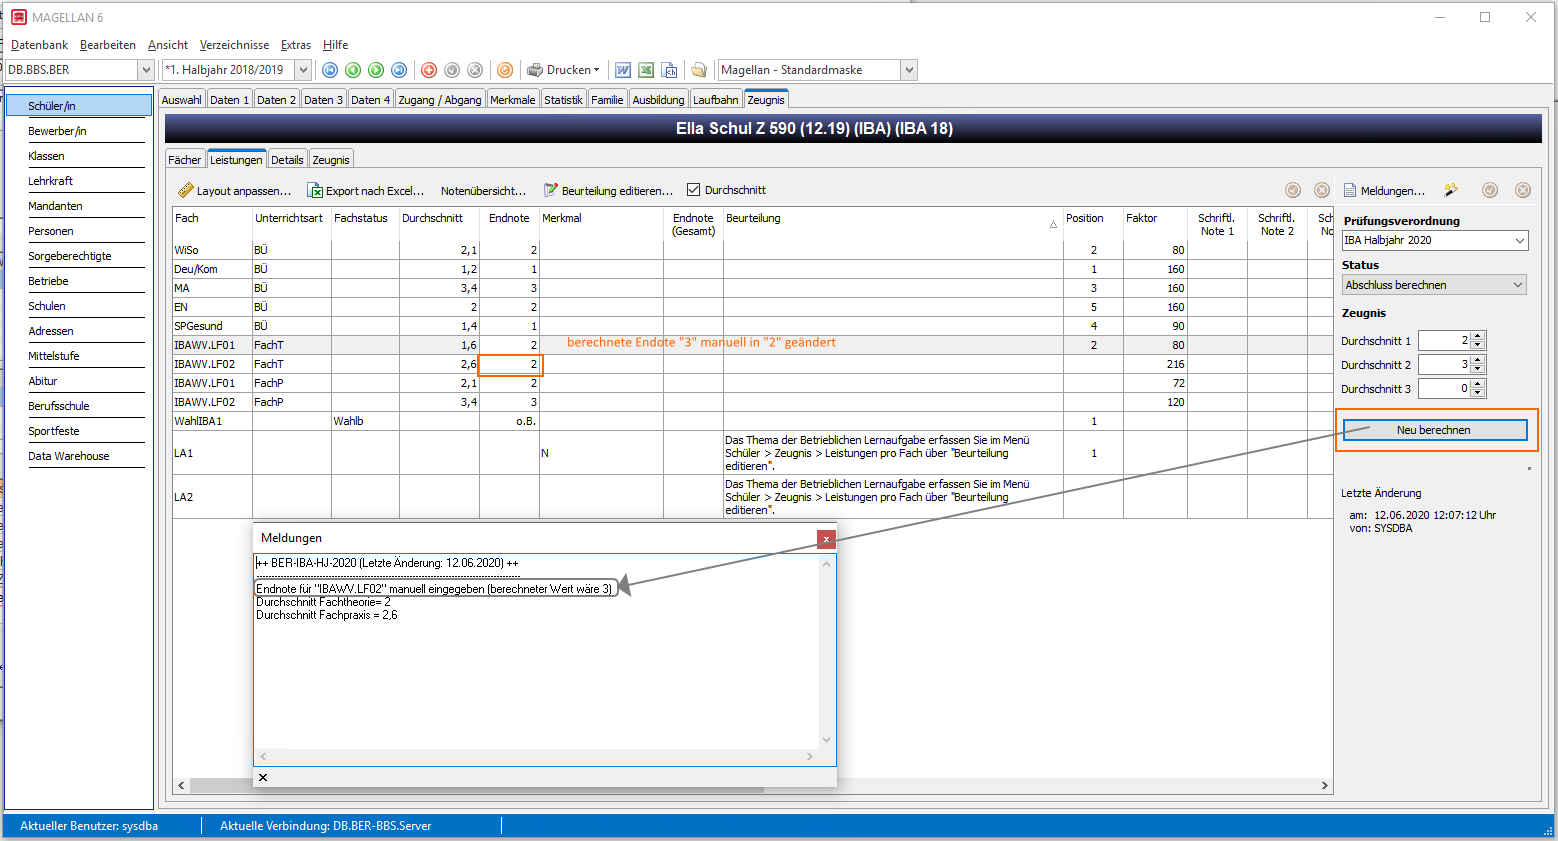 MAGELLAN 6
Datenbank Bearbeiten Ansicht Verzeichnisse Extras Hilfe
DB.BBS.BER *1. Halbjahr 2018/2019 Drucken Magellan - Standardmaske
Schüler/in
Bewerber/in
Klassen
Lehrkraft
Mandanten
Personen
Sorgeberechtigte
Betriebe
Schulen
Adressen
Mittelstufe
Abitur
Berufsschule
Sportfeste
Data Warehouse
Auswahl Daten 1 Daten 2 Daten 3 Daten 4 Zugang / Abgang Merkmale Statistik Familie Ausbildung Laufbahn Zeugnis
Ella Schul Z 590 (12.19) (IBA) (IBA 18)
Fächer Leistungen Details Zeugnis
Layout anpassen... Export nach Excel... Notenübersicht... Beurteilung editieren... Durchschnitt
Fach Unterrichtsart Fachstatus Durchschnitt Endnote Merkmal Endnote (Gesamt) Beurteilung Position Faktor Schriftl. Note 1 Schriftl. Note 2
WiSo BÜ 2,1 2 2 80
Deu/Kom BÜ 1,2 1 1 160
MA BÜ 3,4 3 3 160
EN BÜ 2 2 5 160
SPGesund BÜ 1,4 1 4 90
IBAWV.LF01 FachT 1,6 2 berechnete Endote "3" manuell in "2" geändert 2 80
IBAWV.LF02 FachT 2,6 2 216
IBAWV.LF01 FachP 2,1 2 72
IBAWV.LF02 FachP 3,4 3 120
WahlIBA1 Wahlb o.B. 1
Das Thema der Betrieblichen Lernaufgabe erfassen Sie im Menü
LA1 N Schüler > Zeugnis > Leistungen pro Fach über "Beurteilung 1
editieren".
Das Thema der Betrieblichen Lernaufgabe erfassen Sie im Menü
LA2 Schüler > Zeugnis > Leistungen pro Fach über "Beurteilung
editieren".
Meldungen
++ BER-IBA-HJ-2020 (Letzte Änderung: 12.06.2020) ++
Endnote für "IBAWV.LF02" manuell eingegeben (berechneter Wert wäre 3)
Durchschnitt Fachtheorie= 2
Durchschnitt Fachpraxis = 2,6
Meldungen...
Prüfungsverordnung
IBA Halbjahr 2020
Status
Abschluss berechnen
Zeugnis
Durchschnitt 1 2
Durchschnitt 2 3
Durchschnitt 3 0
Neu berechnen
Letzte Änderung
am: 12.06.2020 12:07:12 Uhr
von: SYSDBA
Aktueller Benutzer: sysdba Aktuelle Verbindung: DB.BER-BBS.Server